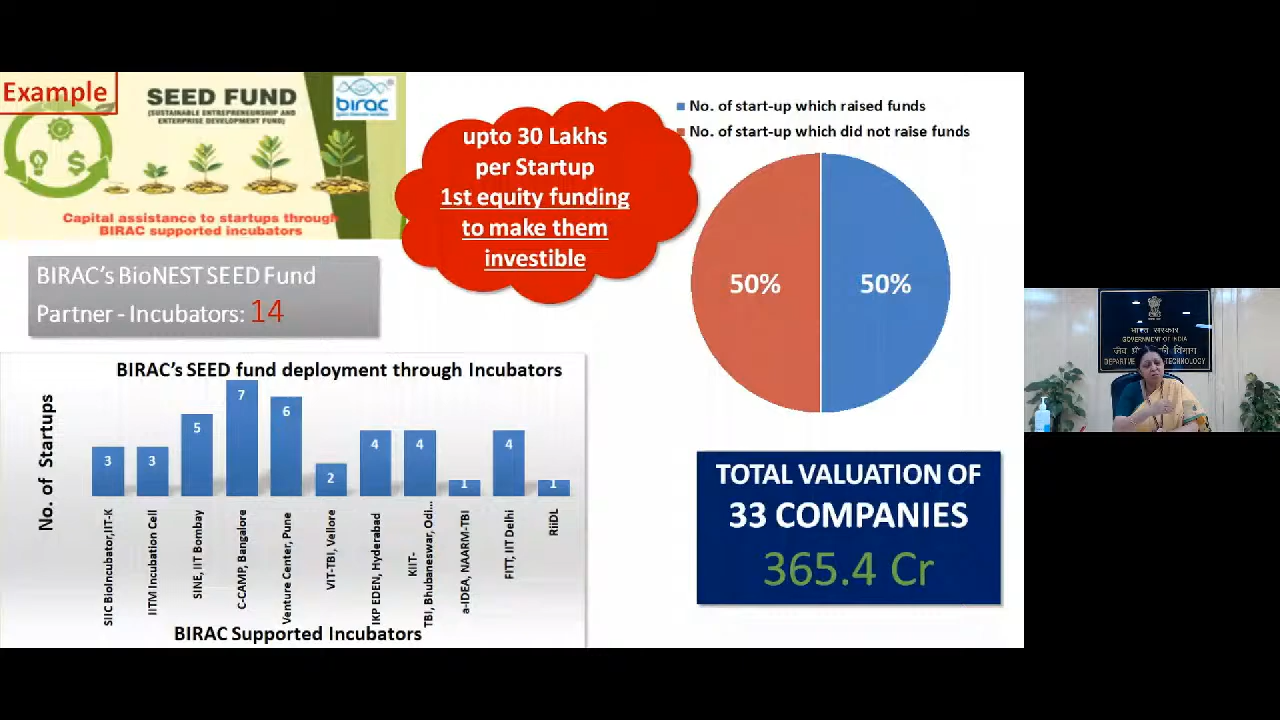 Example
SEED FUND
(SUSTAINABLE ENTREPRENEURSHIP AND
ENTERPRISE DEVELOPMENT FUND)
birac
Capital assistance to startups through
BIRAC supported incubators
upto 30 Lakhs
per Startup
1st equity funding
to make them
investible
No. of start-up which raised funds
No. of start-up which did not raise funds
50%
50%
BIRAC's BioNEST SEED Fund
Partner - Incubators: 14
BIRAC's SEED fund deployment through Incubators
No. of Startups
3
3
5
7
6
2
4
4
1
4
1
SIIC BioIncubator,IIT-K
IITM Incubation Cell
SINE, IIT Bombay
C-CAMP, Bangalore
Venture Center, Pune
VIT-TBI, Vellore
IKP EDEN, Hyderabad
KIIT-
TBI, Bhubaneswar, Odi...
a-IDEA, NAARM-TBI
FITT, IIT Delhi
RiiDL
BIRAC Supported Incubators
TOTAL VALUATION OF
33 COMPANIES
365.4 Cr
भारत सरकार
GOVERNMENT OF INDIA